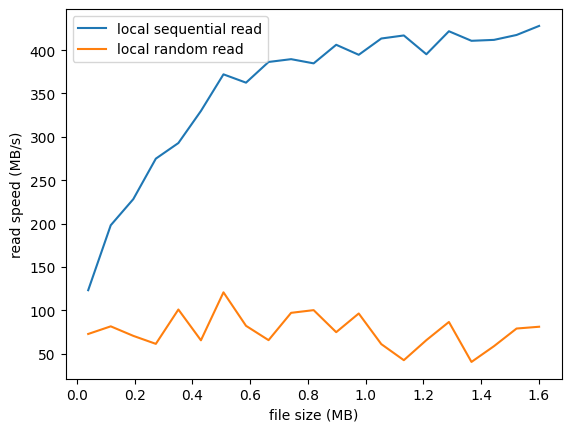 local sequential read
local random read
400
350
300
250
200
150
100
50
read speed (MB/s)
0.0 0.2 0.4 0.6 0.8 1.0 1.2 1.4 1.6
file size (MB)